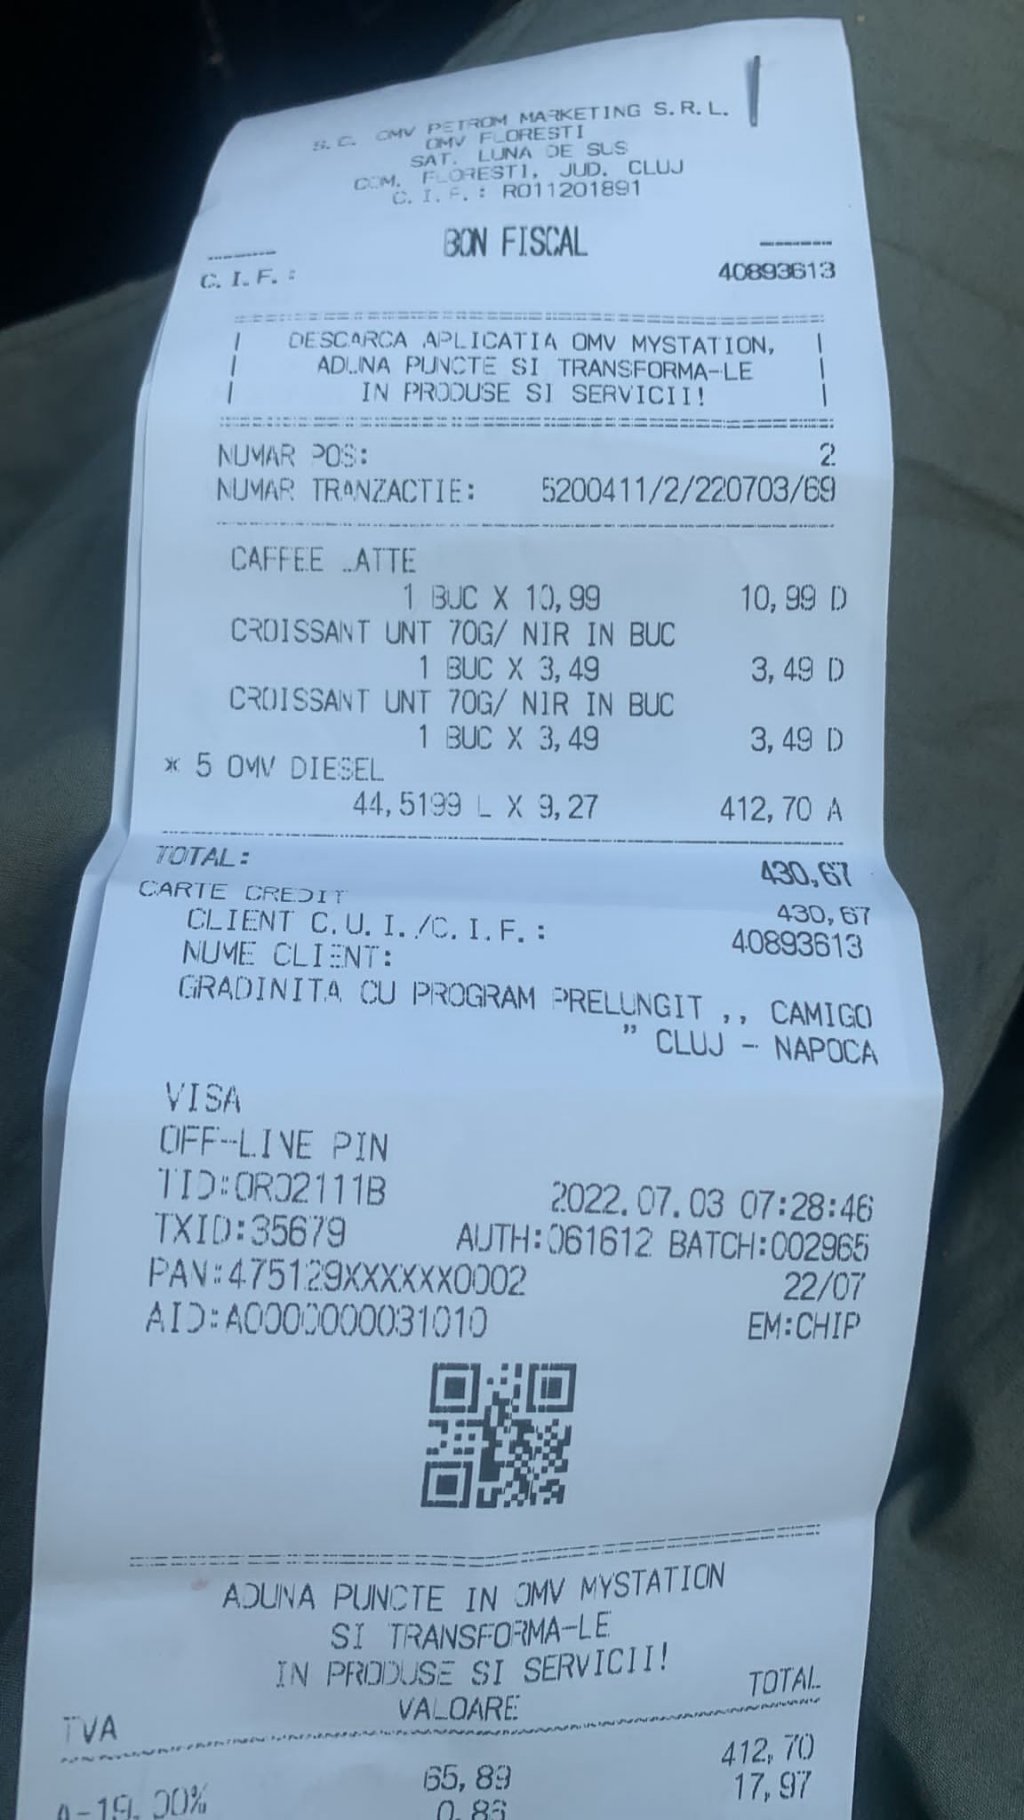 S. C. OMV PETROM MARKETING S. R. L.
OMV FLORESTI
SAT. LUNA DE SUS
COM. FLORESTI, JUD. CLUJ
C. I. F. : RO11201891
BON FISCAL
C. I. F. : 40893613
DESCARCA APLICATIA OMV MYSTATION,
ADUNA PUNCTE SI TRANSFORMA-LE
IN PRODUSE SI SERVICII!
NUMAR POS: 2
NUMAR TRANZACTIE: 5200411/2/220703/69
CAFFEE LATTE
1 BUC X 10,99 10,99 D
CROISSANT UNT 70G/ NIR IN BUC
1 BUC X 3,49 3,49 D
CROISSANT UNT 70G/ NIR IN BUC
1 BUC X 3,49 3,49 D
* 5 OMV DIESEL
44,5199 L X 9,27 412,70 A
TOTAL: 430,67
CARTE CREDIT 430,67
CLIENT C. U. I. /C. I. F. : 40893613
NUME CLIENT:
GRADINITA CU PROGRAM PRELUNGIT ,, CAMIGO
" CLUJ - NAPOCA
VISA
OFF-LINE PIN
TID:0R02111B 2022.07.03 07:28:46
TXID:35679 AUTH:061612 BATCH:002965
PAN:475129XXXXXX0002 22/07
AID:A0000000031010 EM:CHIP
ADUNA PUNCTE IN OMV MYSTATION
SI TRANSFORMA-LE
IN PRODUSE SI SERVICII!
TVA VALOARE TOTAL
A-19,00% 65,89 412,70
0,86 17,97